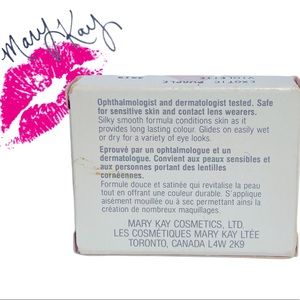 Mary Kay
EXOTIC PURPLE
VIOLETTE
Ophthalmologist and dermatologist tested. Safe
for sensitive skin and contact lens wearers.
Silky smooth formula conditions skin as it
provides long lasting colour. Glides on easily wet
or dry for a variety of eye looks.
Eprouvé par un ophtalmologue et un
dermatologue. Convient aux peaux sensibles et
aux personnes portant des lentilles
cornéennes.
Formule douce et satinée qui revitalise la peau
tout en offrant une couleur durable. S'applique
aisément mouillée ou à sec permettant ainsi la
création de nombreux maquillages.
MARY KAY COSMETICS, LTD.
LES COSMÉTIQUES MARY KAY LTÉE
TORONTO, CANADA L4W 2K9